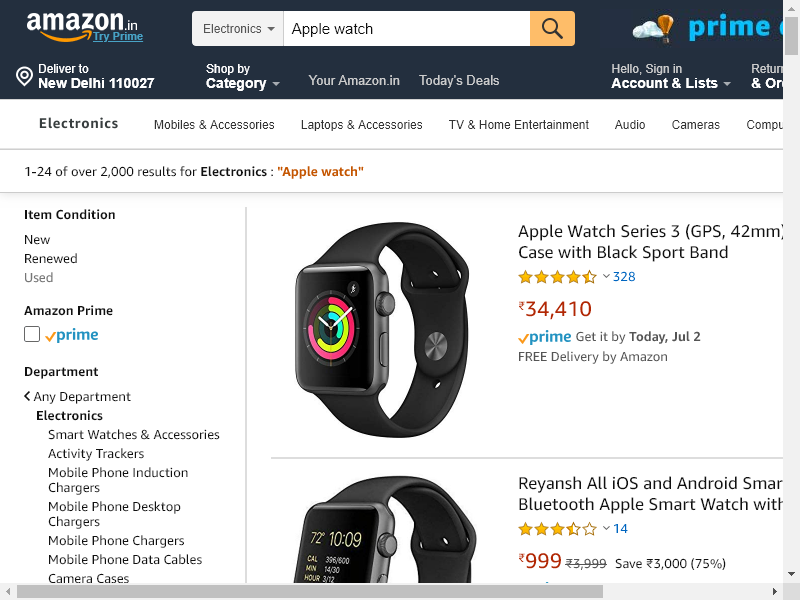 amazon.in
Try Prime
Electronics
Apple watch
prime
Deliver to
New Delhi 110027
Shop by
Category
Your Amazon.in
Today's Deals
Hello, Sign in
Account & Lists
Electronics
Mobiles & Accessories
Laptops & Accessories
TV & Home Entertainment
Audio
Cameras
1-24 of over 2,000 results for Electronics : "Apple watch"
Item Condition
New
Renewed
Used
Amazon Prime
prime
Department
Any Department
Electronics
Smart Watches & Accessories
Activity Trackers
Mobile Phone Induction
Chargers
Mobile Phone Desktop
Chargers
Mobile Phone Chargers
Mobile Phone Data Cables
Camera Cases
Apple Watch Series 3 (GPS, 42mm)
Case with Black Sport Band
328
₹34,410
prime Get it by Today, Jul 2
FREE Delivery by Amazon
72° 10:09
CAL 396/600
MIN 14/30
HOUR 3/12
Reyansh All iOS and Android
Bluetooth Apple Smart Watch with
14
₹999 ₹3,999 Save ₹3,000 (75%)